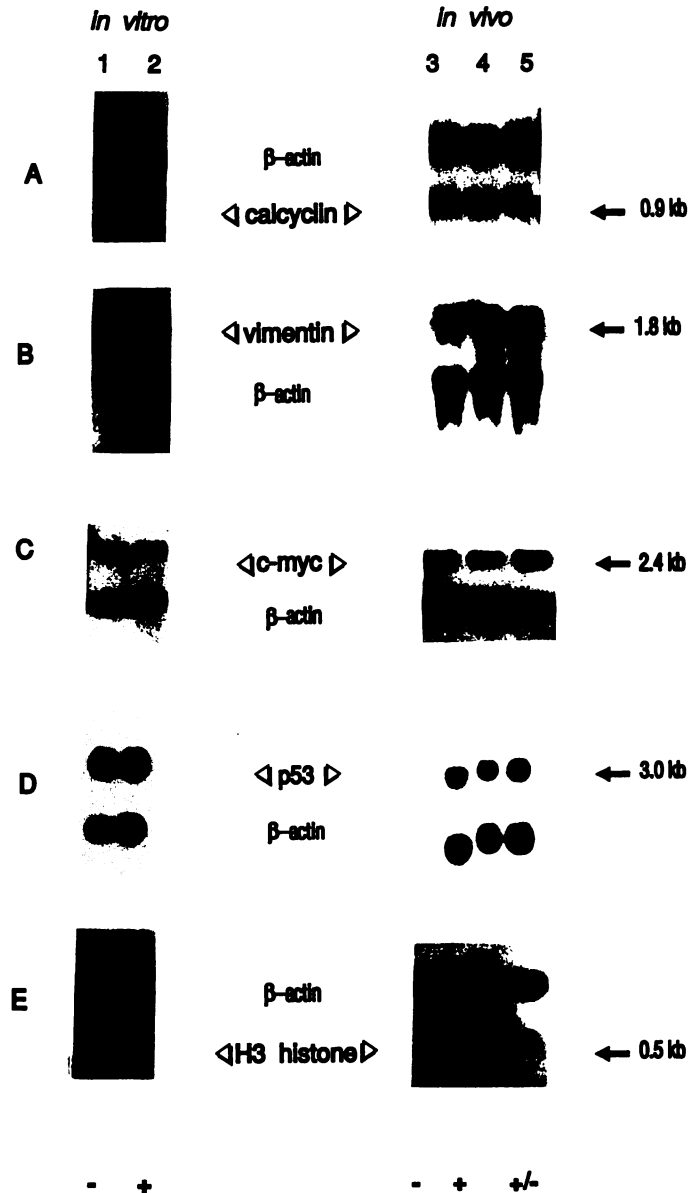 in vitro in vivo
1 2 3 4 5
A
β-actin
calcyclin
0.9 kb
B
vimentin
1.8 kb
β-actin
C
c-myc
2.4 kb
β-actin
D
p53
3.0 kb
β-actin
E
β-actin
H3 histone
0.5 kb
- + - + +/-